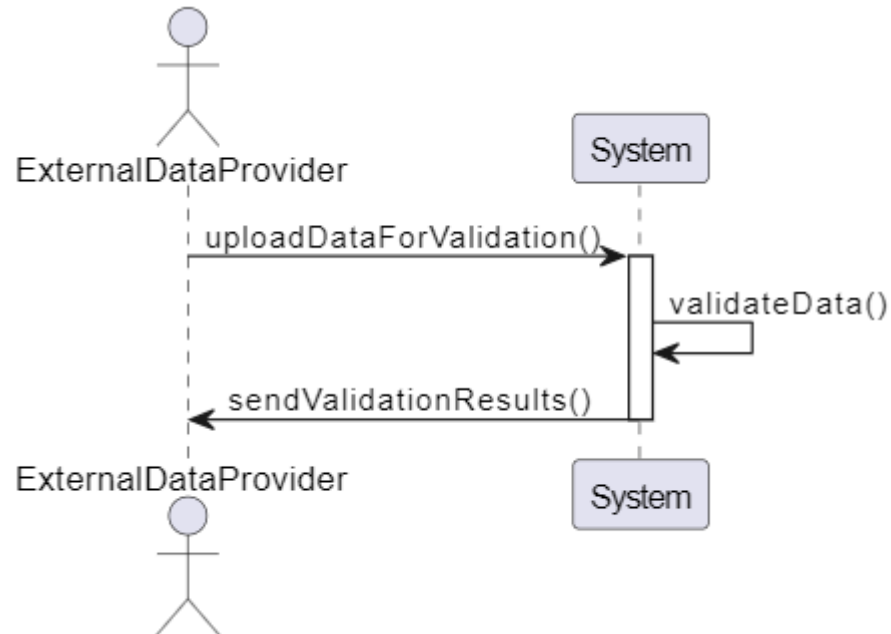 ExternalDataProvider
System
uploadDataForValidation()
validateData()
sendValidationResults()
ExternalDataProvider
System